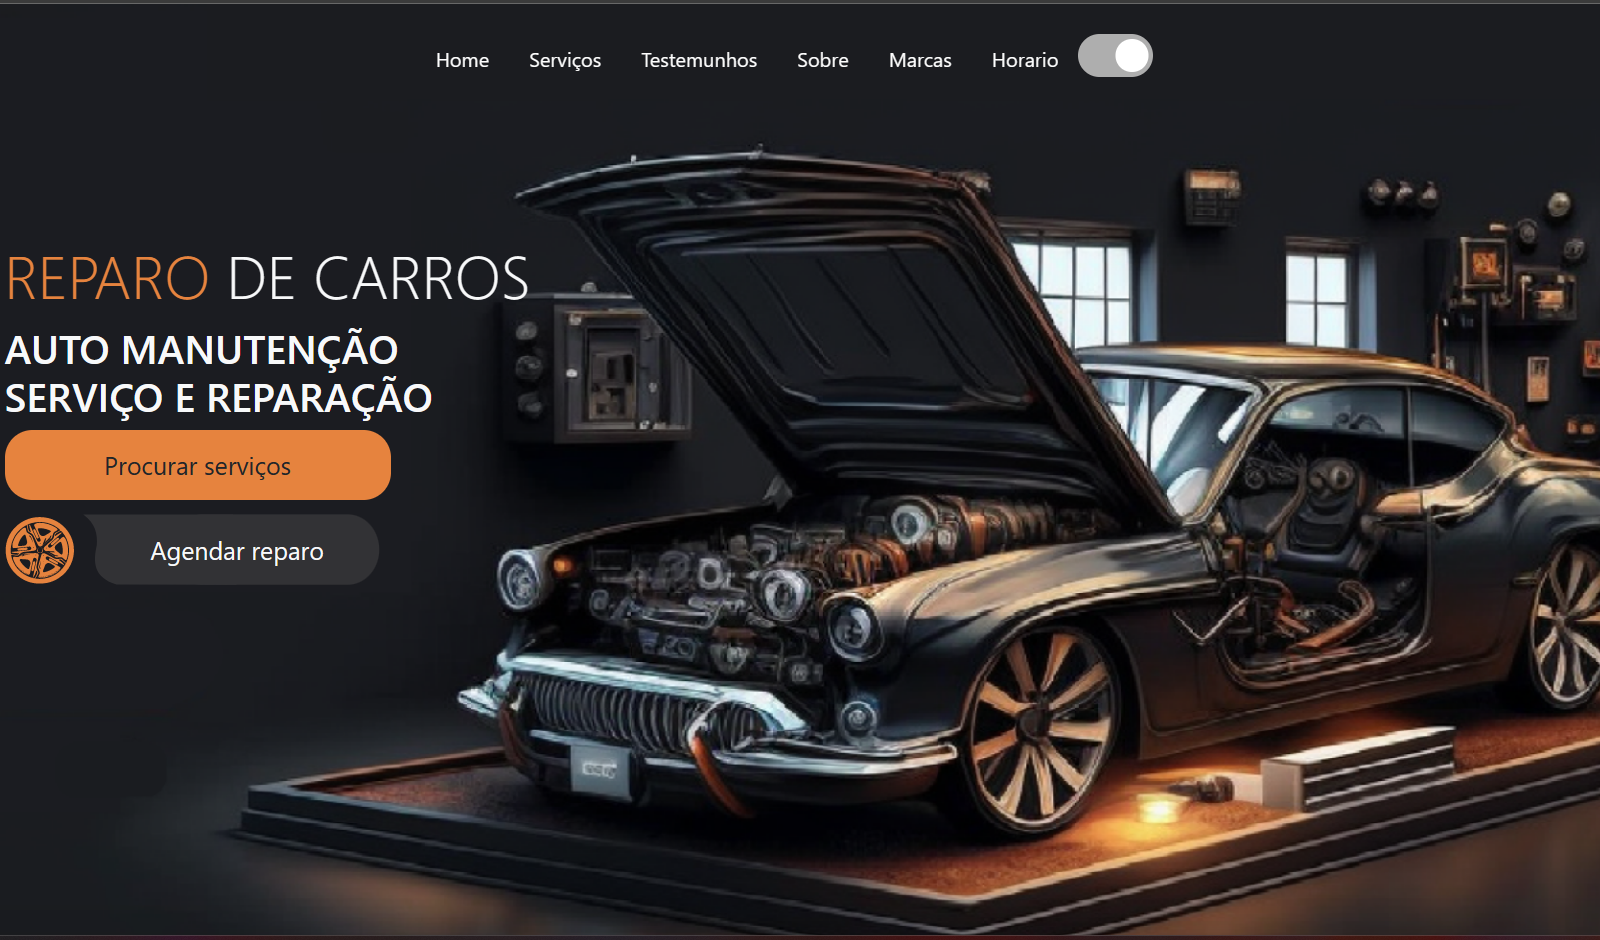 Home Serviços Testemunhos Sobre Marcas Horario
REPARO DE CARROS
AUTO MANUTENÇÃO
SERVIÇO E REPARAÇÃO
Procurar serviços
Agendar reparo